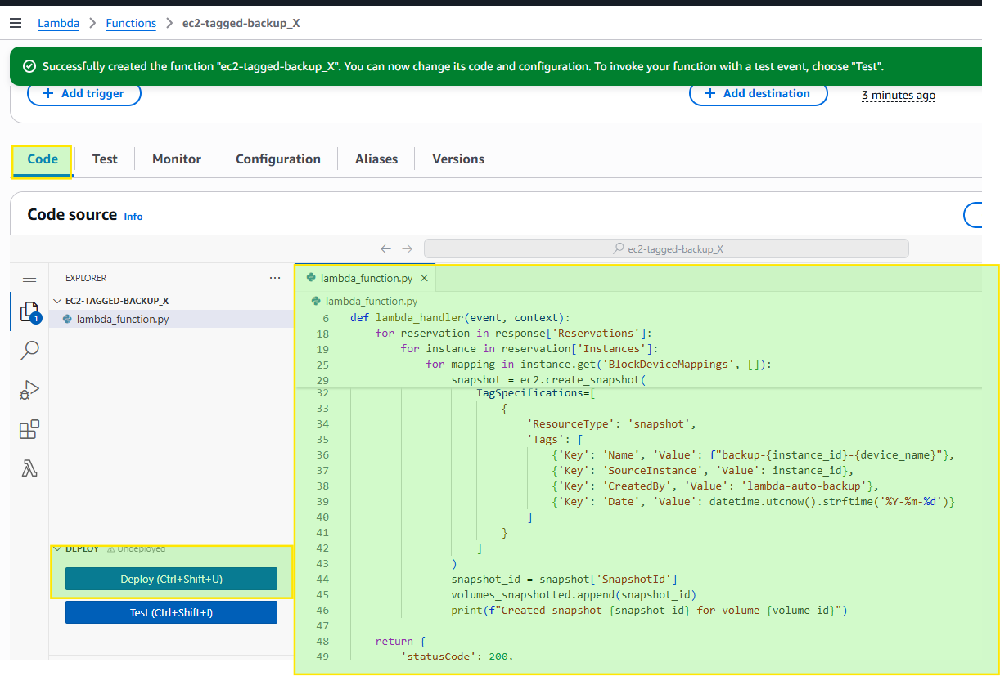 Lambda > Functions > ec2-tagged-backup_X
Successfully created the function "ec2-tagged-backup_X". You can now change its code and configuration. To invoke your function with a test event, choose "Test".
+ Add trigger
+ Add destination
3 minutes ago
Code Test Monitor Configuration Aliases Versions
Code source Info
ec2-tagged-backup_X
EXPLORER ...
EC2-TAGGED-BACKUP_X
lambda_function.py
1
DEPLOY Undeployed
Deploy (Ctrl+Shift+U)
Test (Ctrl+Shift+I)
lambda_function.py
lambda_function.py
6 def lambda_handler(event, context):
18 for reservation in response['Reservations']:
19 for instance in reservation['Instances']:
25 for mapping in instance.get('BlockDeviceMappings', []):
29 snapshot = ec2.create_snapshot(
32 TagSpecifications=[
33 {
34 'ResourceType': 'snapshot',
35 'Tags': [
36 {'Key': 'Name', 'Value': f"backup-{instance_id}-{device_name}"},
37 {'Key': 'SourceInstance', 'Value': instance_id},
38 {'Key': 'CreatedBy', 'Value': 'lambda-auto-backup'},
39 {'Key': 'Date', 'Value': datetime.utcnow().strftime('%Y-%m-%d')}
40 ]
41 }
42 ]
43 )
44 snapshot_id = snapshot['SnapshotId']
45 volumes_snapshotted.append(snapshot_id)
46 print(f"Created snapshot {snapshot_id} for volume {volume_id}")
47
48 return {
49 'statusCode': 200,